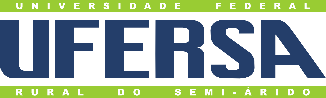 UNIVERSIDADE FEDERAL
UFERSA
RURAL DO SEMI-ÁRIDO